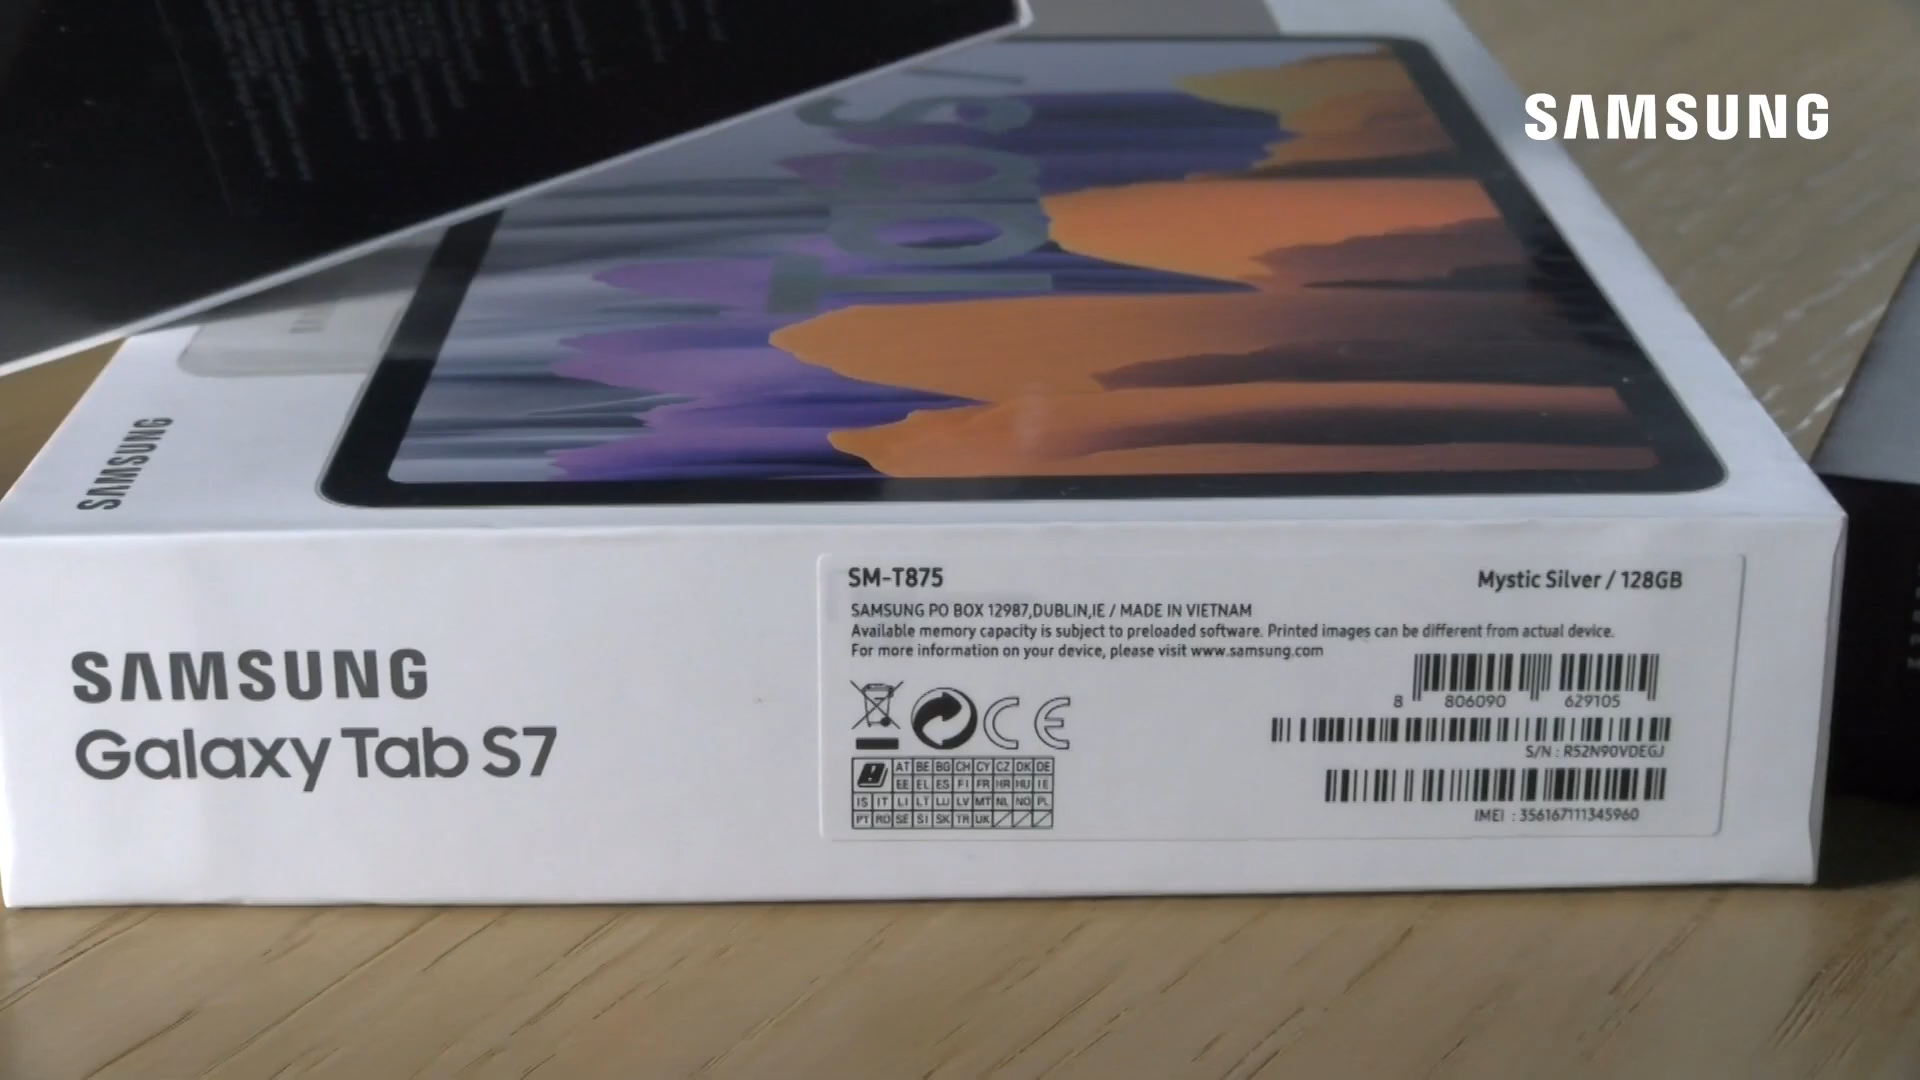 SAMSUNG
Tab S7
SAMSUNG
SAMSUNG
Galaxy Tab S7
SM-T875
Mystic Silver / 128GB
SAMSUNG PO BOX 12987,DUBLIN,IE / MADE IN VIETNAM
Available memory capacity is subject to preloaded software. Printed images can be different from actual device.
For more information on your device, please visit www.samsung.com
8 806090 629105
S/N : R52N90VDEGJ
IMEI : 356167111345960
CE
AT BE BG CH CY CZ DK DE
EE EL ES FI FR HR HU IE
IS IT LI LT LU LV MT NL NO PL
PT RO SE SI SK TR UK